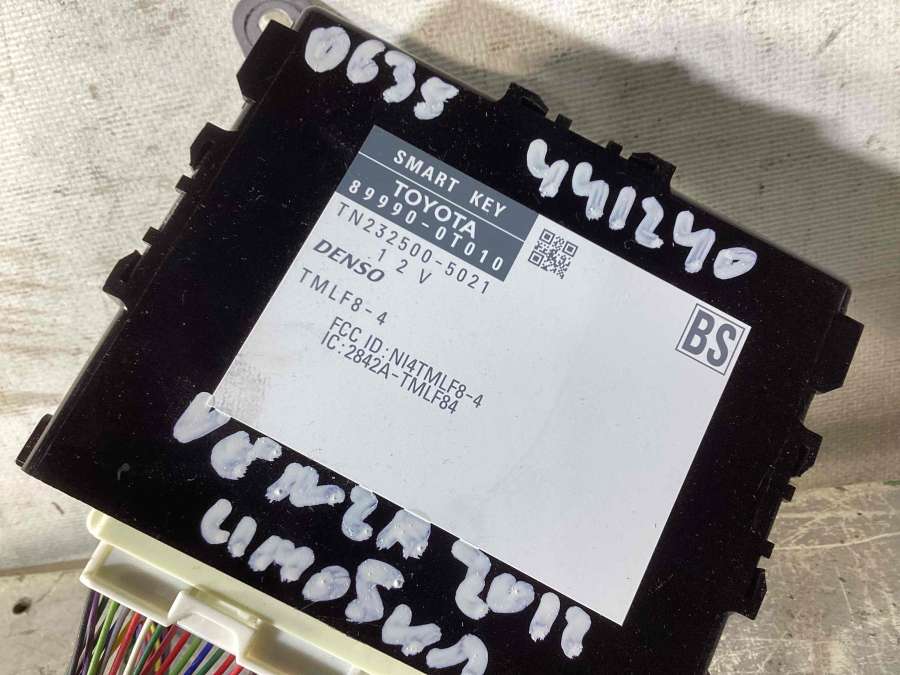 0635
441240
SMART KEY
TOYOTA
89990-0T010
TN232500-5021
12V
DENSO
TMLF8-4
FCC ID: NI4TMLF8-4
IC:2842A-TMLF84
BS
VENZA 2011